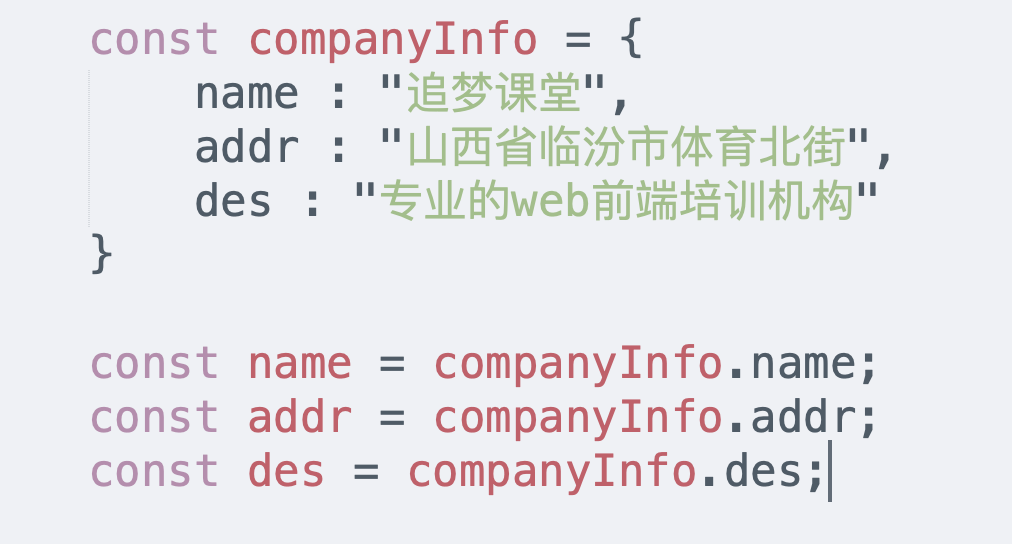 const companyInfo = {
name : "追梦课堂",
addr : "山西省临汾市体育北街",
des : "专业的web前端培训机构"
}
const name = companyInfo.name;
const addr = companyInfo.addr;
const des = companyInfo.des;